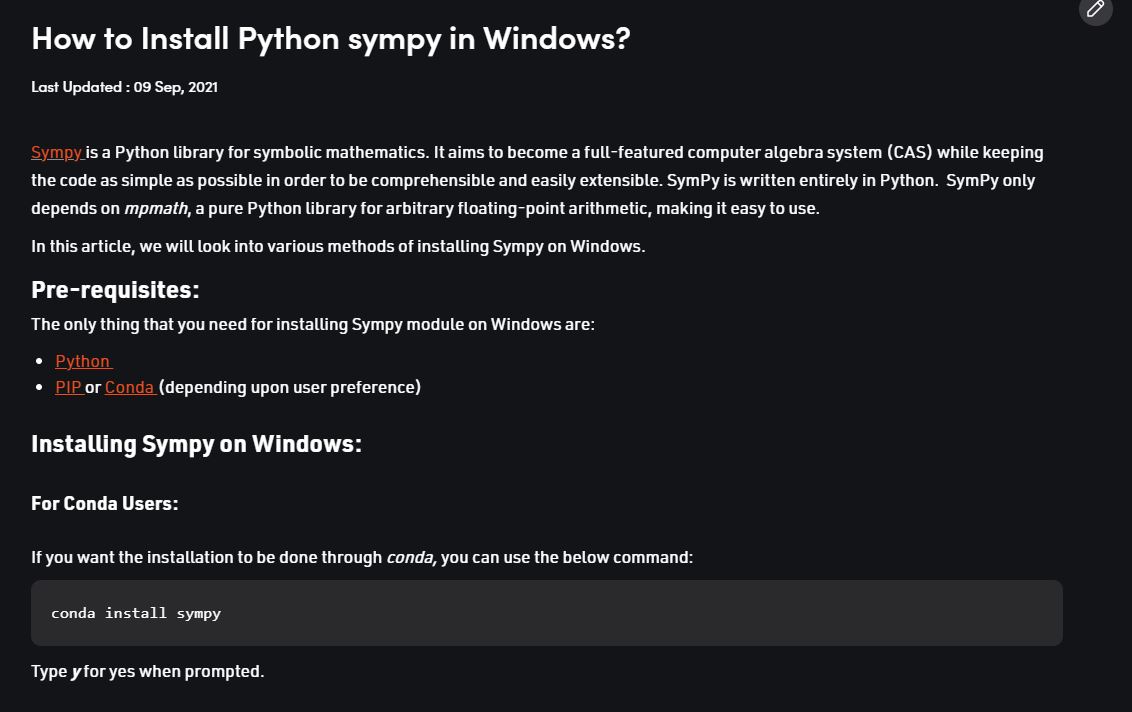 How to Install Python sympy in Windows?
Last Updated : 09 Sep, 2021
Sympy is a Python library for symbolic mathematics. It aims to become a full-featured computer algebra system (CAS) while keeping
the code as simple as possible in order to be comprehensible and easily extensible. SymPy is written entirely in Python.  SymPy only
depends on mpmath, a pure Python library for arbitrary floating-point arithmetic, making it easy to use.
In this article, we will look into various methods of installing Sympy on Windows.
Pre-requisites:
The only thing that you need for installing Sympy module on Windows are:
• Python
• PIP or Conda (depending upon user preference)
Installing Sympy on Windows:
For Conda Users:
If you want the installation to be done through conda, you can use the below command:
conda install sympy
Type y for yes when prompted.